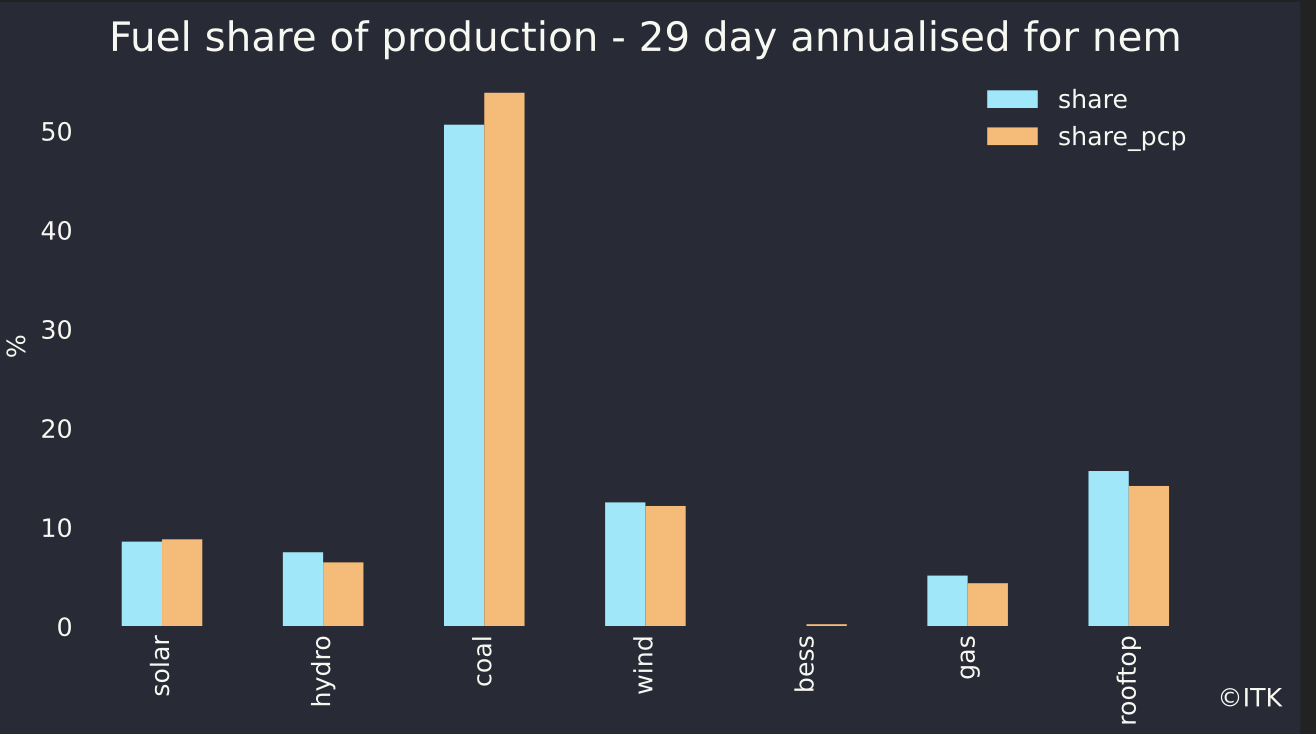 Fuel share of production - 29 day annualised for nem
share
share_pcp
50
40
30
20
10
0
%
solar
hydro
coal
wind
bess
gas
rooftop
©ITK